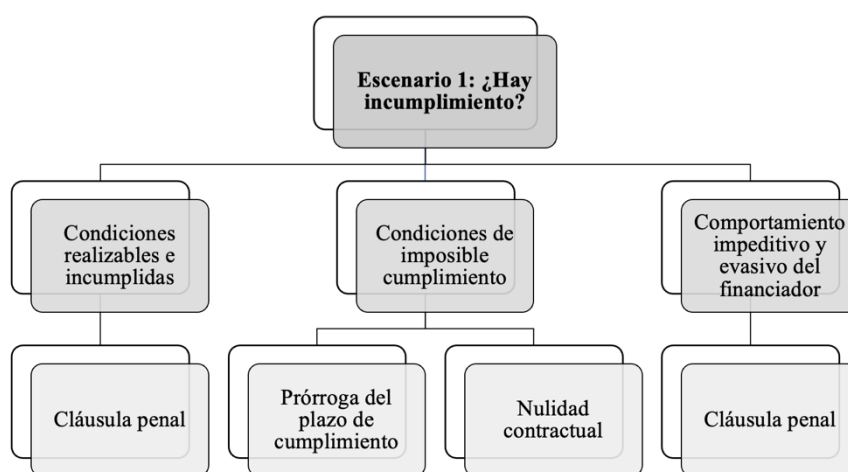 Escenario 1: ¿Hay
incumplimiento?
Condiciones
realizables e
incumplidas
Condiciones de
imposible
cumplimiento
Comportamiento
impeditivo y
evasivo del
financiador
Cláusula penal
Prórroga del
plazo de
cumplimiento
Nulidad
contractual
Cláusula penal